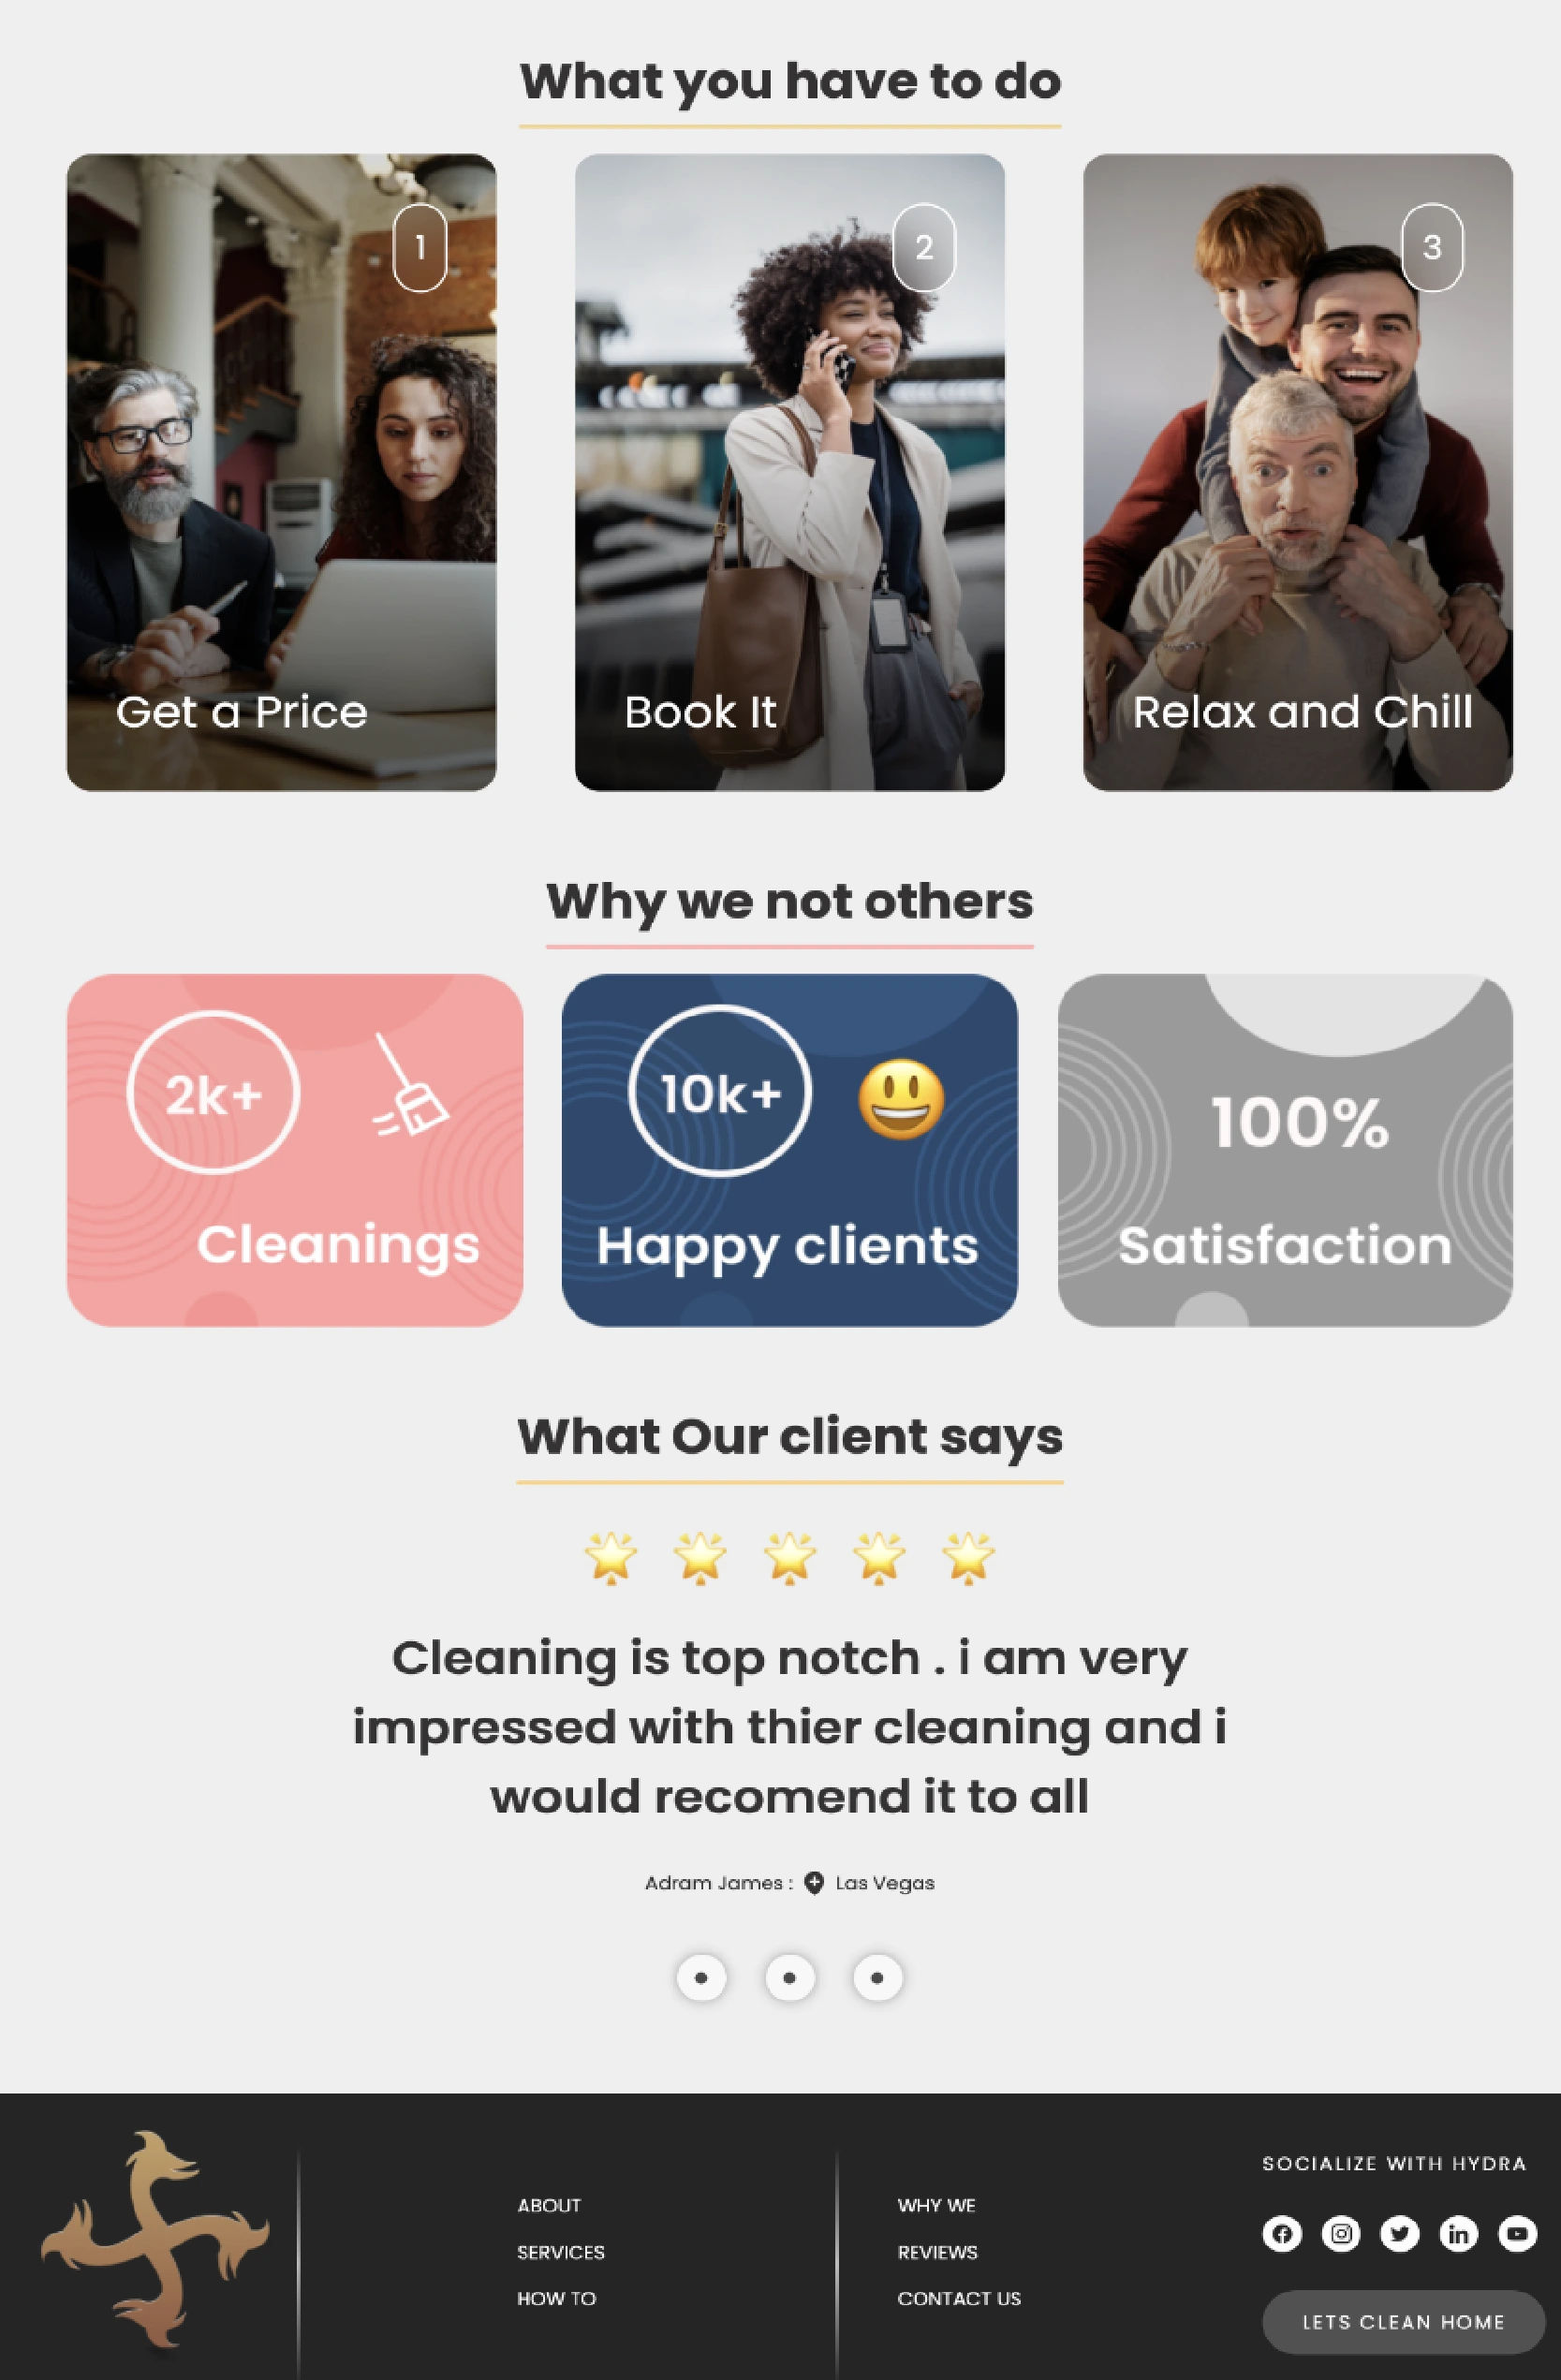 What you have to do
1
2
3
Get a Price
Book It
Relax and Chill
Why we not others
2k+
10k+
100%
Cleanings
Happy clients
Satisfaction
What Our client says
Cleaning is top notch . i am very
impressed with thier cleaning and i
would recomend it to all
Adram James : Las Vegas
ABOUT
SERVICES
HOW TO
WHY WE
REVIEWS
CONTACT US
SOCIALIZE WITH HYDRA
LETS CLEAN HOME